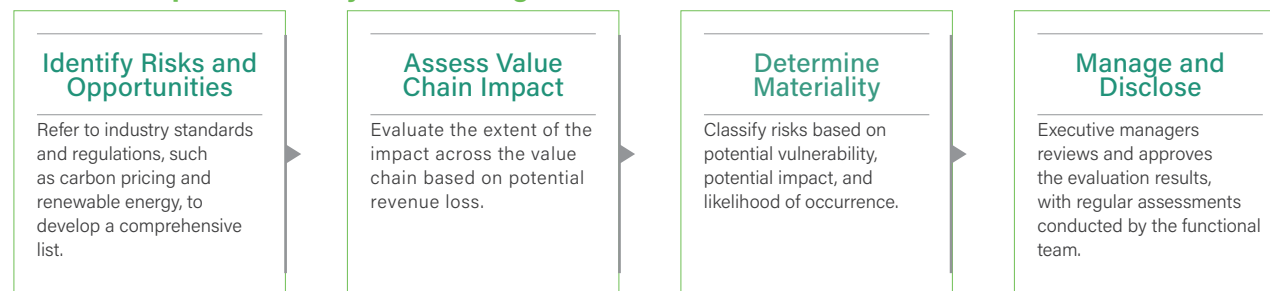 Identify Risks and
Opportunities
Refer to industry standards
and regulations, such
as carbon pricing and
renewable energy, to
develop a comprehensive
list.
Assess Value
Chain Impact
Evaluate the extent of the
impact across the value
chain based on potential
revenue loss.
Determine
Materiality
Classify risks based on
potential vulnerability,
potential impact, and
likelihood of occurrence.
Manage and
Disclose
Executive managers
reviews and approves
the evaluation results,
with regular assessments
conducted by the functional
team.